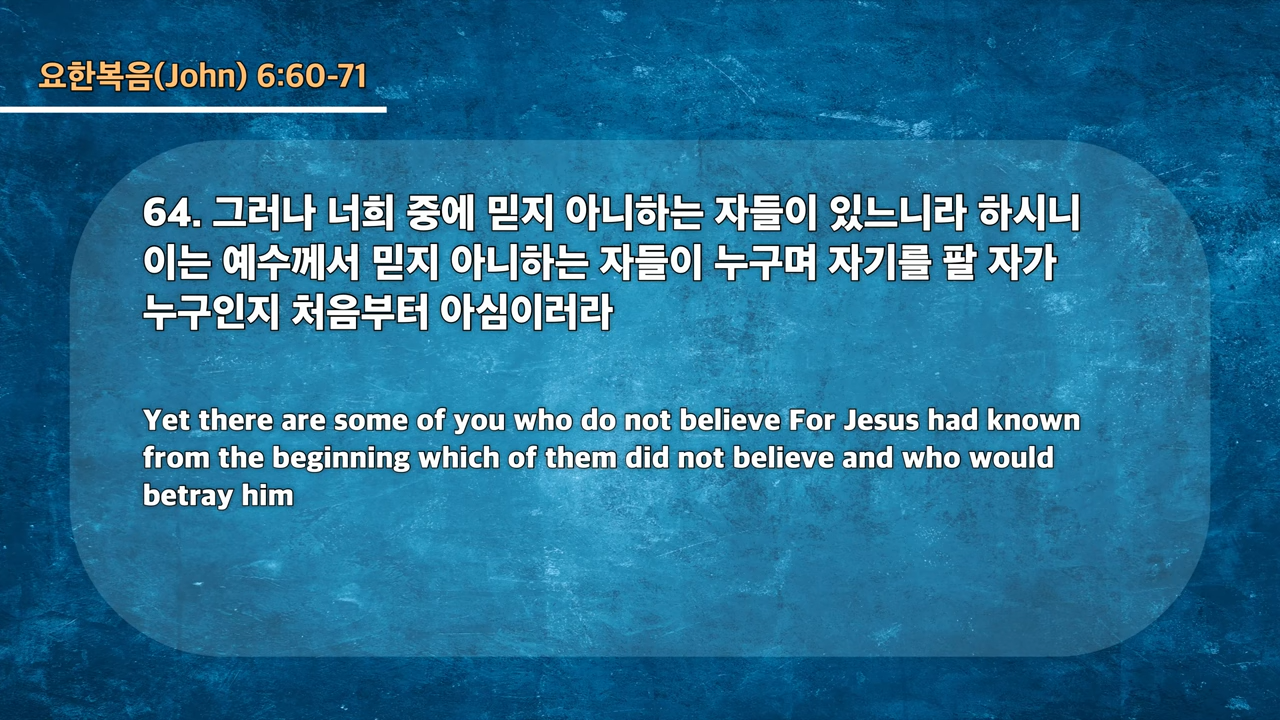 요한복음(John) 6:60-71
64. 그러나 너희 중에 믿지 아니하는 자들이 있느니라 하시니
이는 예수께서 믿지 아니하는 자들이 누구며 자기를 팔 자가
누구인지 처음부터 아심이러라
Yet there are some of you who do not believe For Jesus had known
from the beginning which of them did not believe and who would
betray him